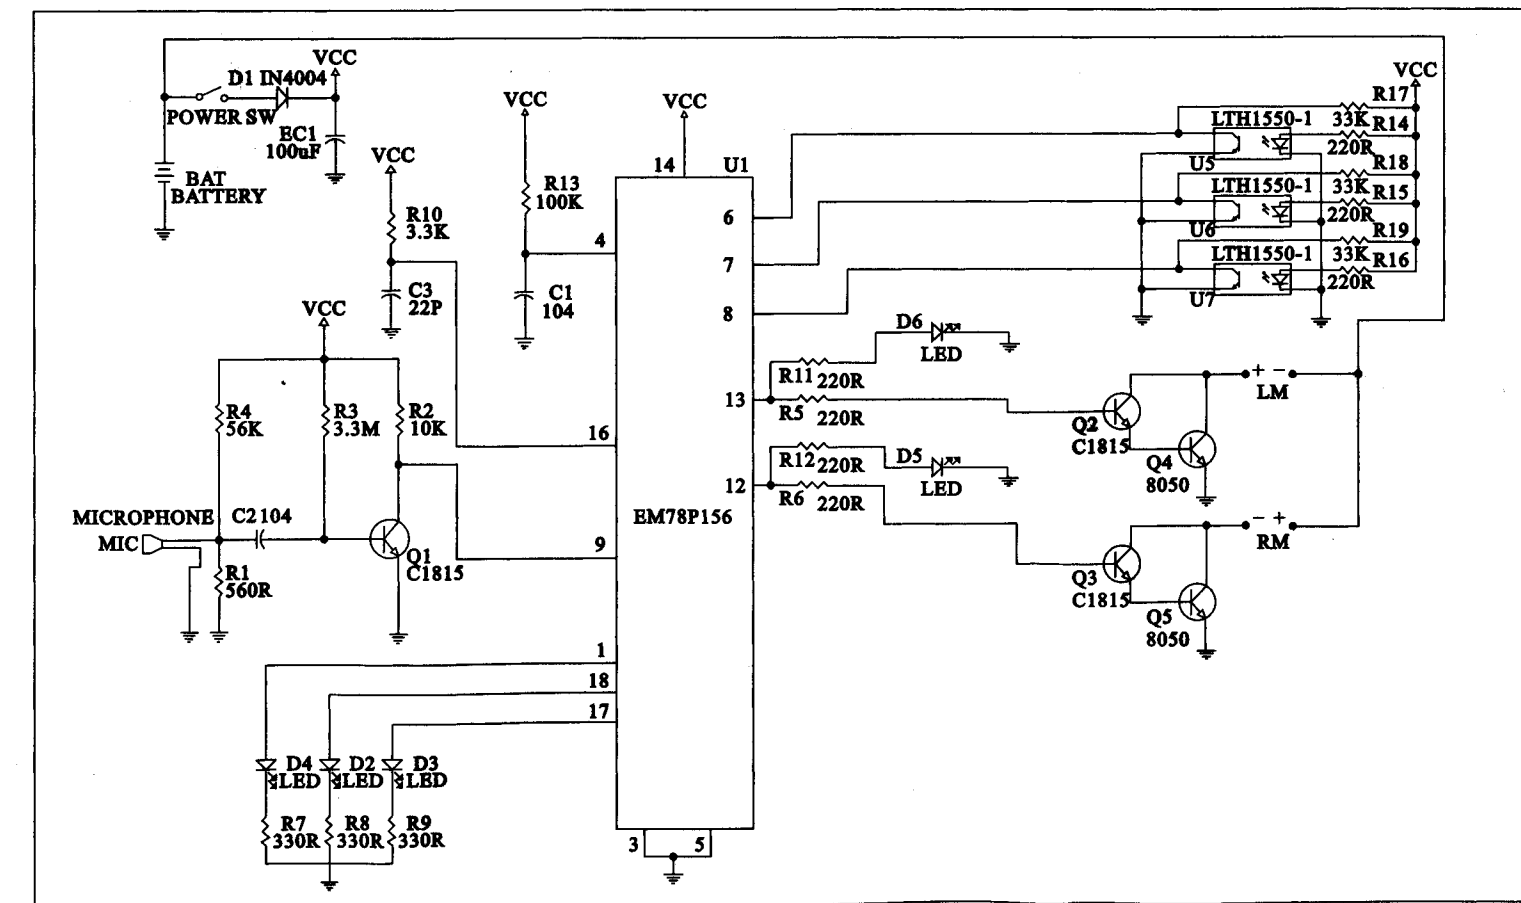 VCC
D1 IN4004
POWER SW
EC1
100uF
BAT
BATTERY
VCC
R10
3.3K
C3
22P
VCC
R13
100K
C1
104
VCC
14
U1
4
16
9
1
18
17
6
7
8
13
12
3
5
EM78P156
VCC
R4
56K
R3
3.3M
R2
10K
MICROPHONE
MIC
C2 104
R1
560R
Q1
C1815
D4
LED
D2
LED
D3
LED
R7
330R
R8
330R
R9
330R
VCC
R17
LTH1550-1
33K
R14
220R
U5
R18
LTH1550-1
33K
R15
220R
U6
R19
LTH1550-1
33K
R16
220R
U7
D6
LED
R11
220R
R5
220R
D5
LED
R12
220R
R6
220R
Q2
C1815
Q4
8050
+ -
LM
Q3
C1815
Q5
8050
- +
RM